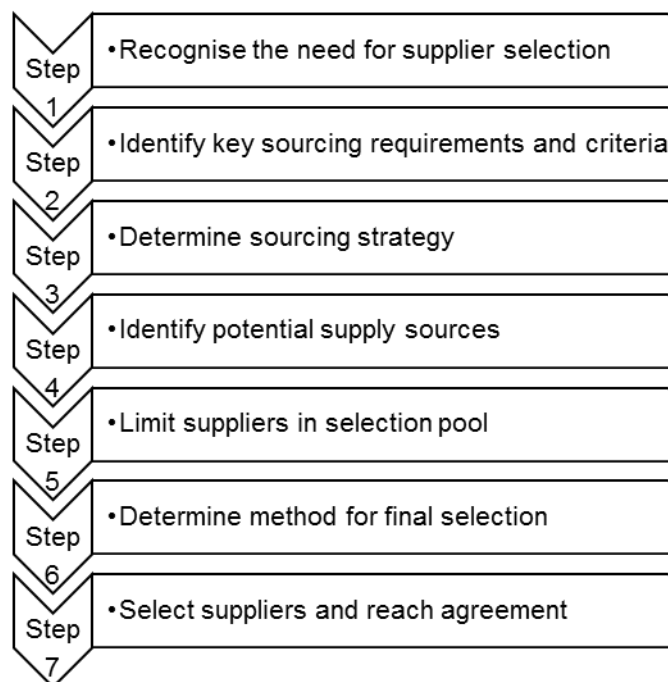 Step
1
•Recognise the need for supplier selection
Step
2
•Identify key sourcing requirements and criteria
Step
3
•Determine sourcing strategy
Step
4
•Identify potential supply sources
Step
5
•Limit suppliers in selection pool
Step
6
•Determine method for final selection
Step
7
•Select suppliers and reach agreement